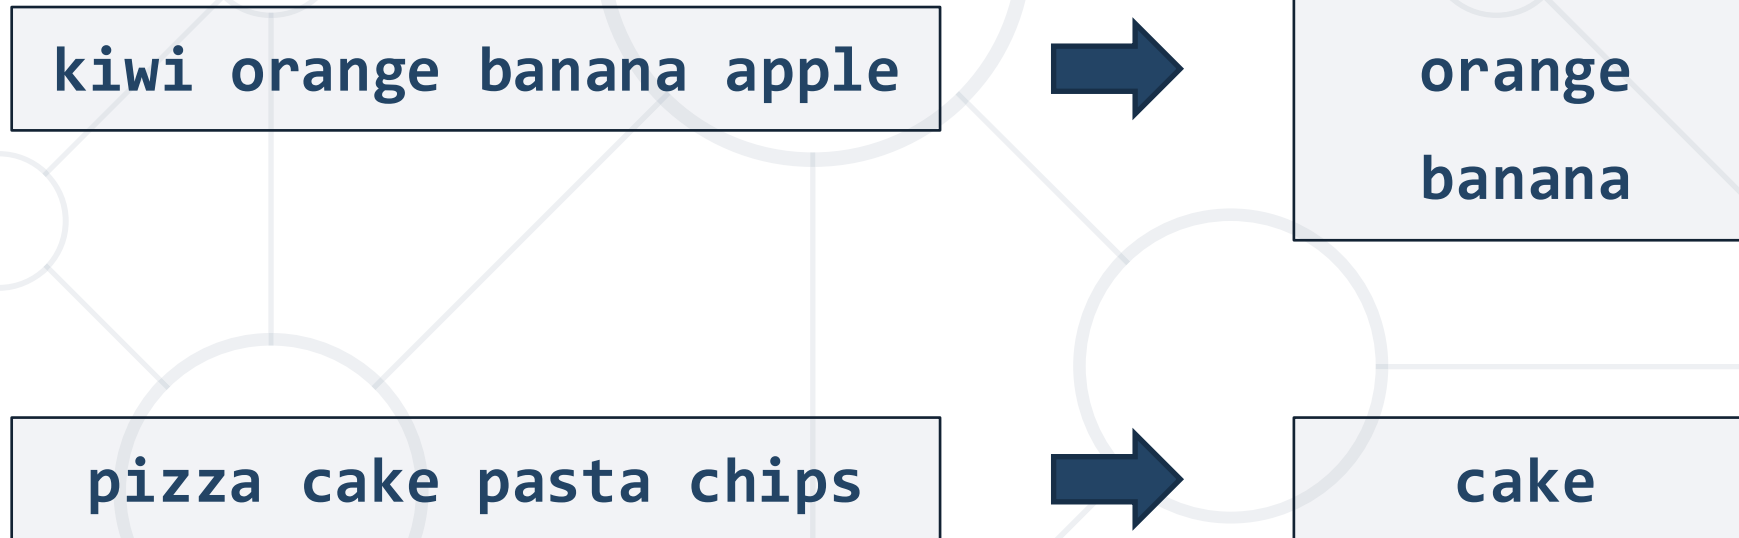 kiwi orange banana apple
orange
banana
pizza cake pasta chips
cake